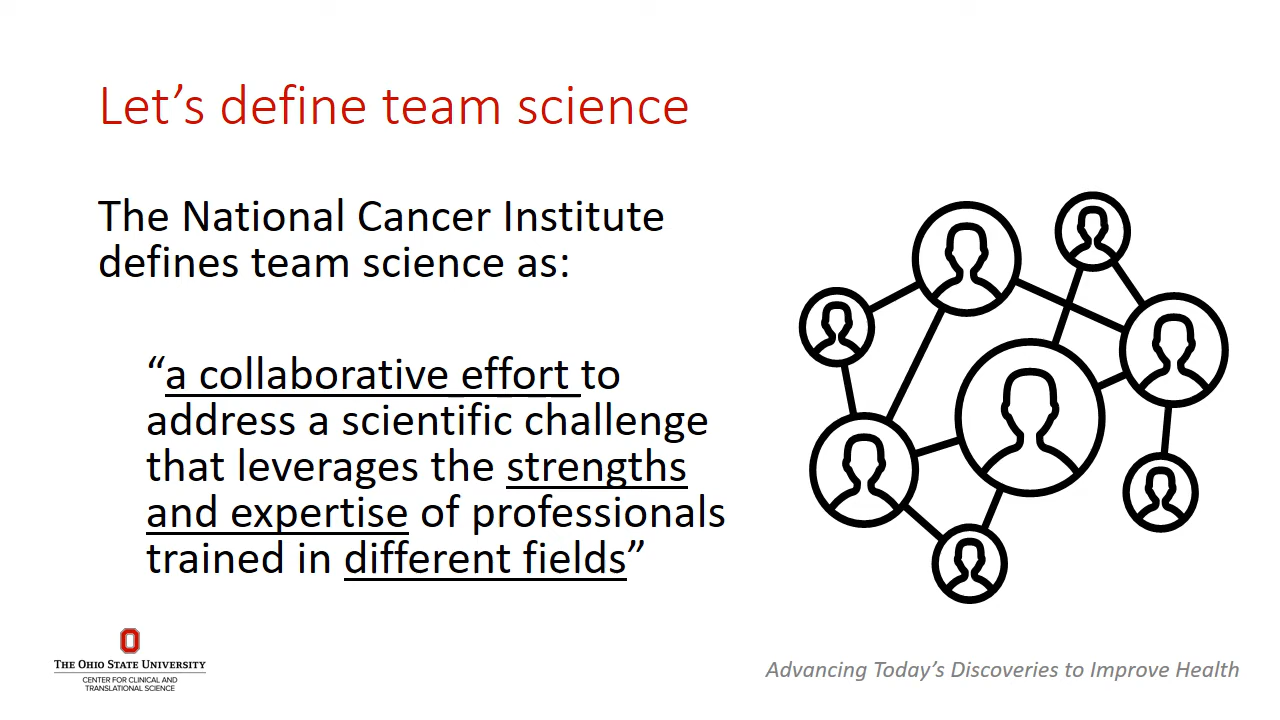 Let’s define team science
The National Cancer Institute
defines team science as:
“a collaborative effort to
address a scientific challenge
that leverages the strengths
and expertise of professionals
trained in different fields”
THE OHIO STATE UNIVERSITY
CENTER FOR CLINICAL AND
TRANSLATIONAL SCIENCE
Advancing Today’s Discoveries to Improve Health